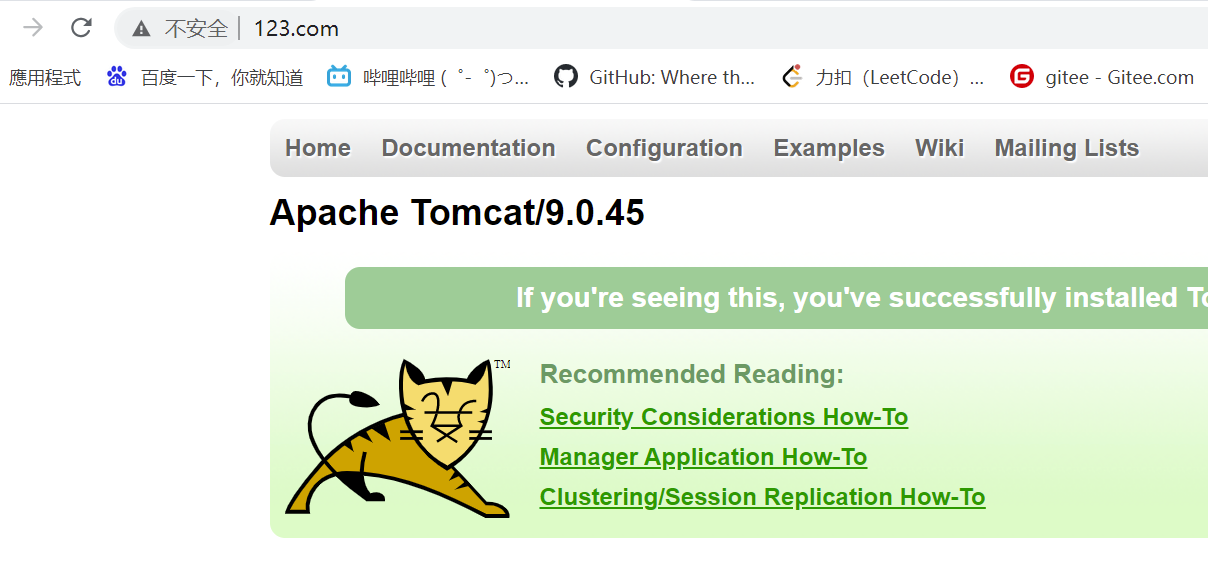 不安全 | 123.com
應用程式 百度一下，你就知道 哔哩哔哩 (゜-゜)つ... GitHub: Where th... 力扣（LeetCode）... gitee - Gitee.com
Home Documentation Configuration Examples Wiki Mailing Lists
Apache Tomcat/9.0.45
If you're seeing this, you've successfully installed To
TM
Recommended Reading:
Security Considerations How-To
Manager Application How-To
Clustering/Session Replication How-To